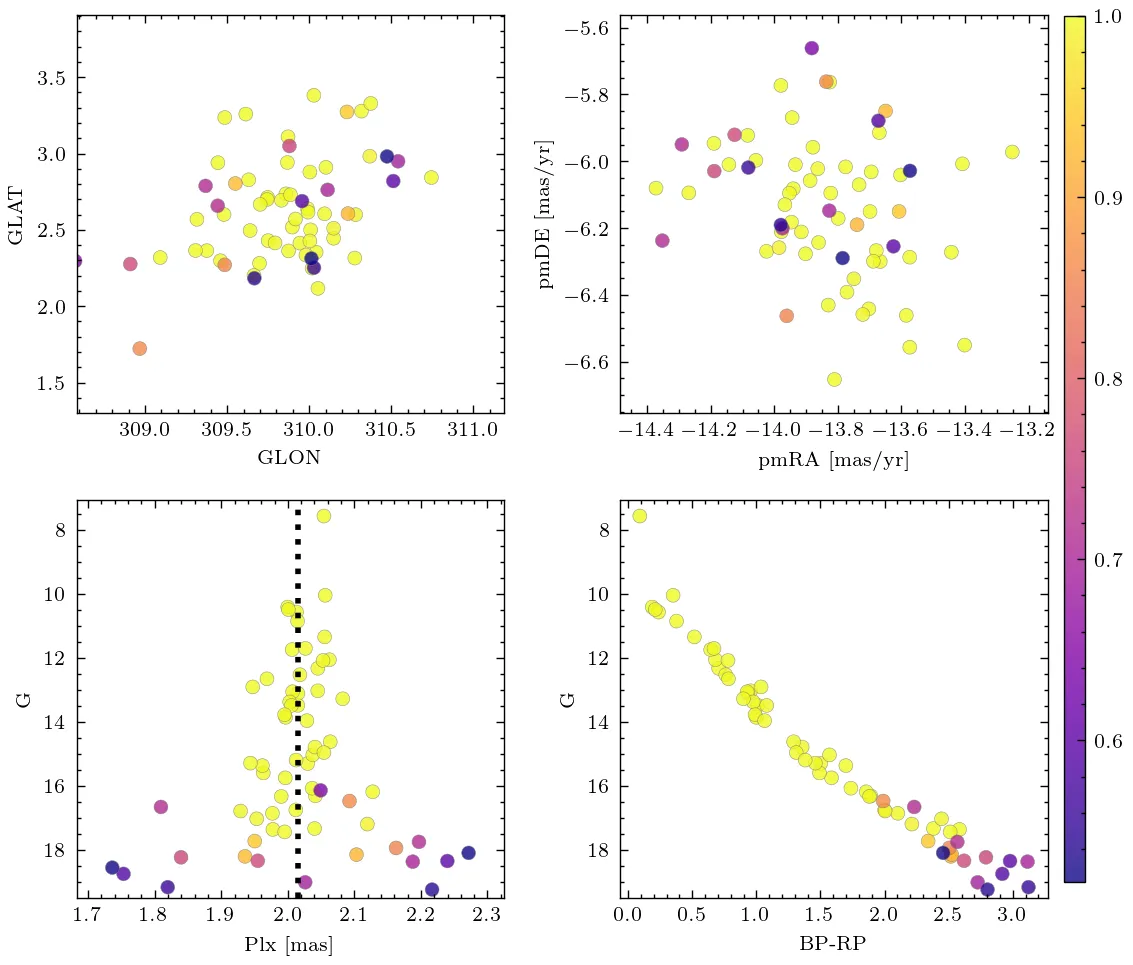 3.5
3.0
2.5
2.0
1.5
GLAT
309.0 309.5 310.0 310.5 311.0
GLON
−5.6
−5.8
−6.0
−6.2
−6.4
−6.6
pmDE [mas/yr]
−14.4 −14.2 −14.0 −13.8 −13.6 −13.4 −13.2
pmRA [mas/yr]
1.0
0.9
0.8
0.7
0.6
8
10
12
14
16
18
G
1.7 1.8 1.9 2.0 2.1 2.2 2.3
Plx [mas]
8
10
12
14
16
18
G
0.0 0.5 1.0 1.5 2.0 2.5 3.0
BP-RP